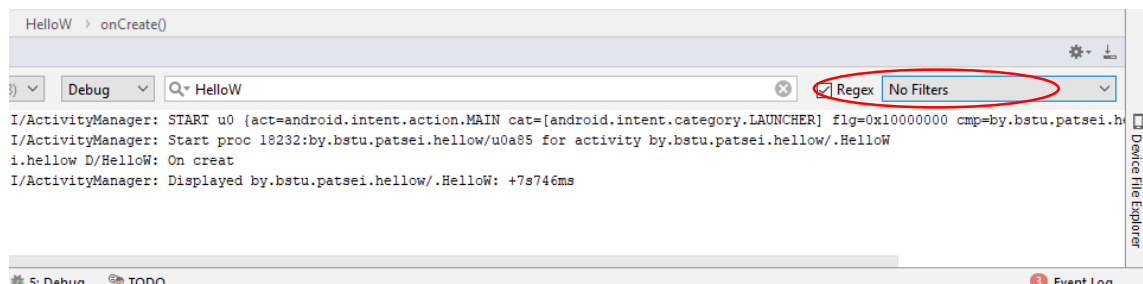 HelloW > onCreate()
Debug HelloW Regex No Filters
I/ActivityManager: START u0 {act=android.intent.action.MAIN cat=[android.intent.category.LAUNCHER] flg=0x10000000 cmp=by.bstu.patsei.h
I/ActivityManager: Start proc 18232:by.bstu.patsei.hellow/u0a85 for activity by.bstu.patsei.hellow/.HelloW
i.hellow D/HelloW: On creat
I/ActivityManager: Displayed by.bstu.patsei.hellow/.HelloW: +7s746ms
Device File Explorer
5: Debug TODO 3 Event Log